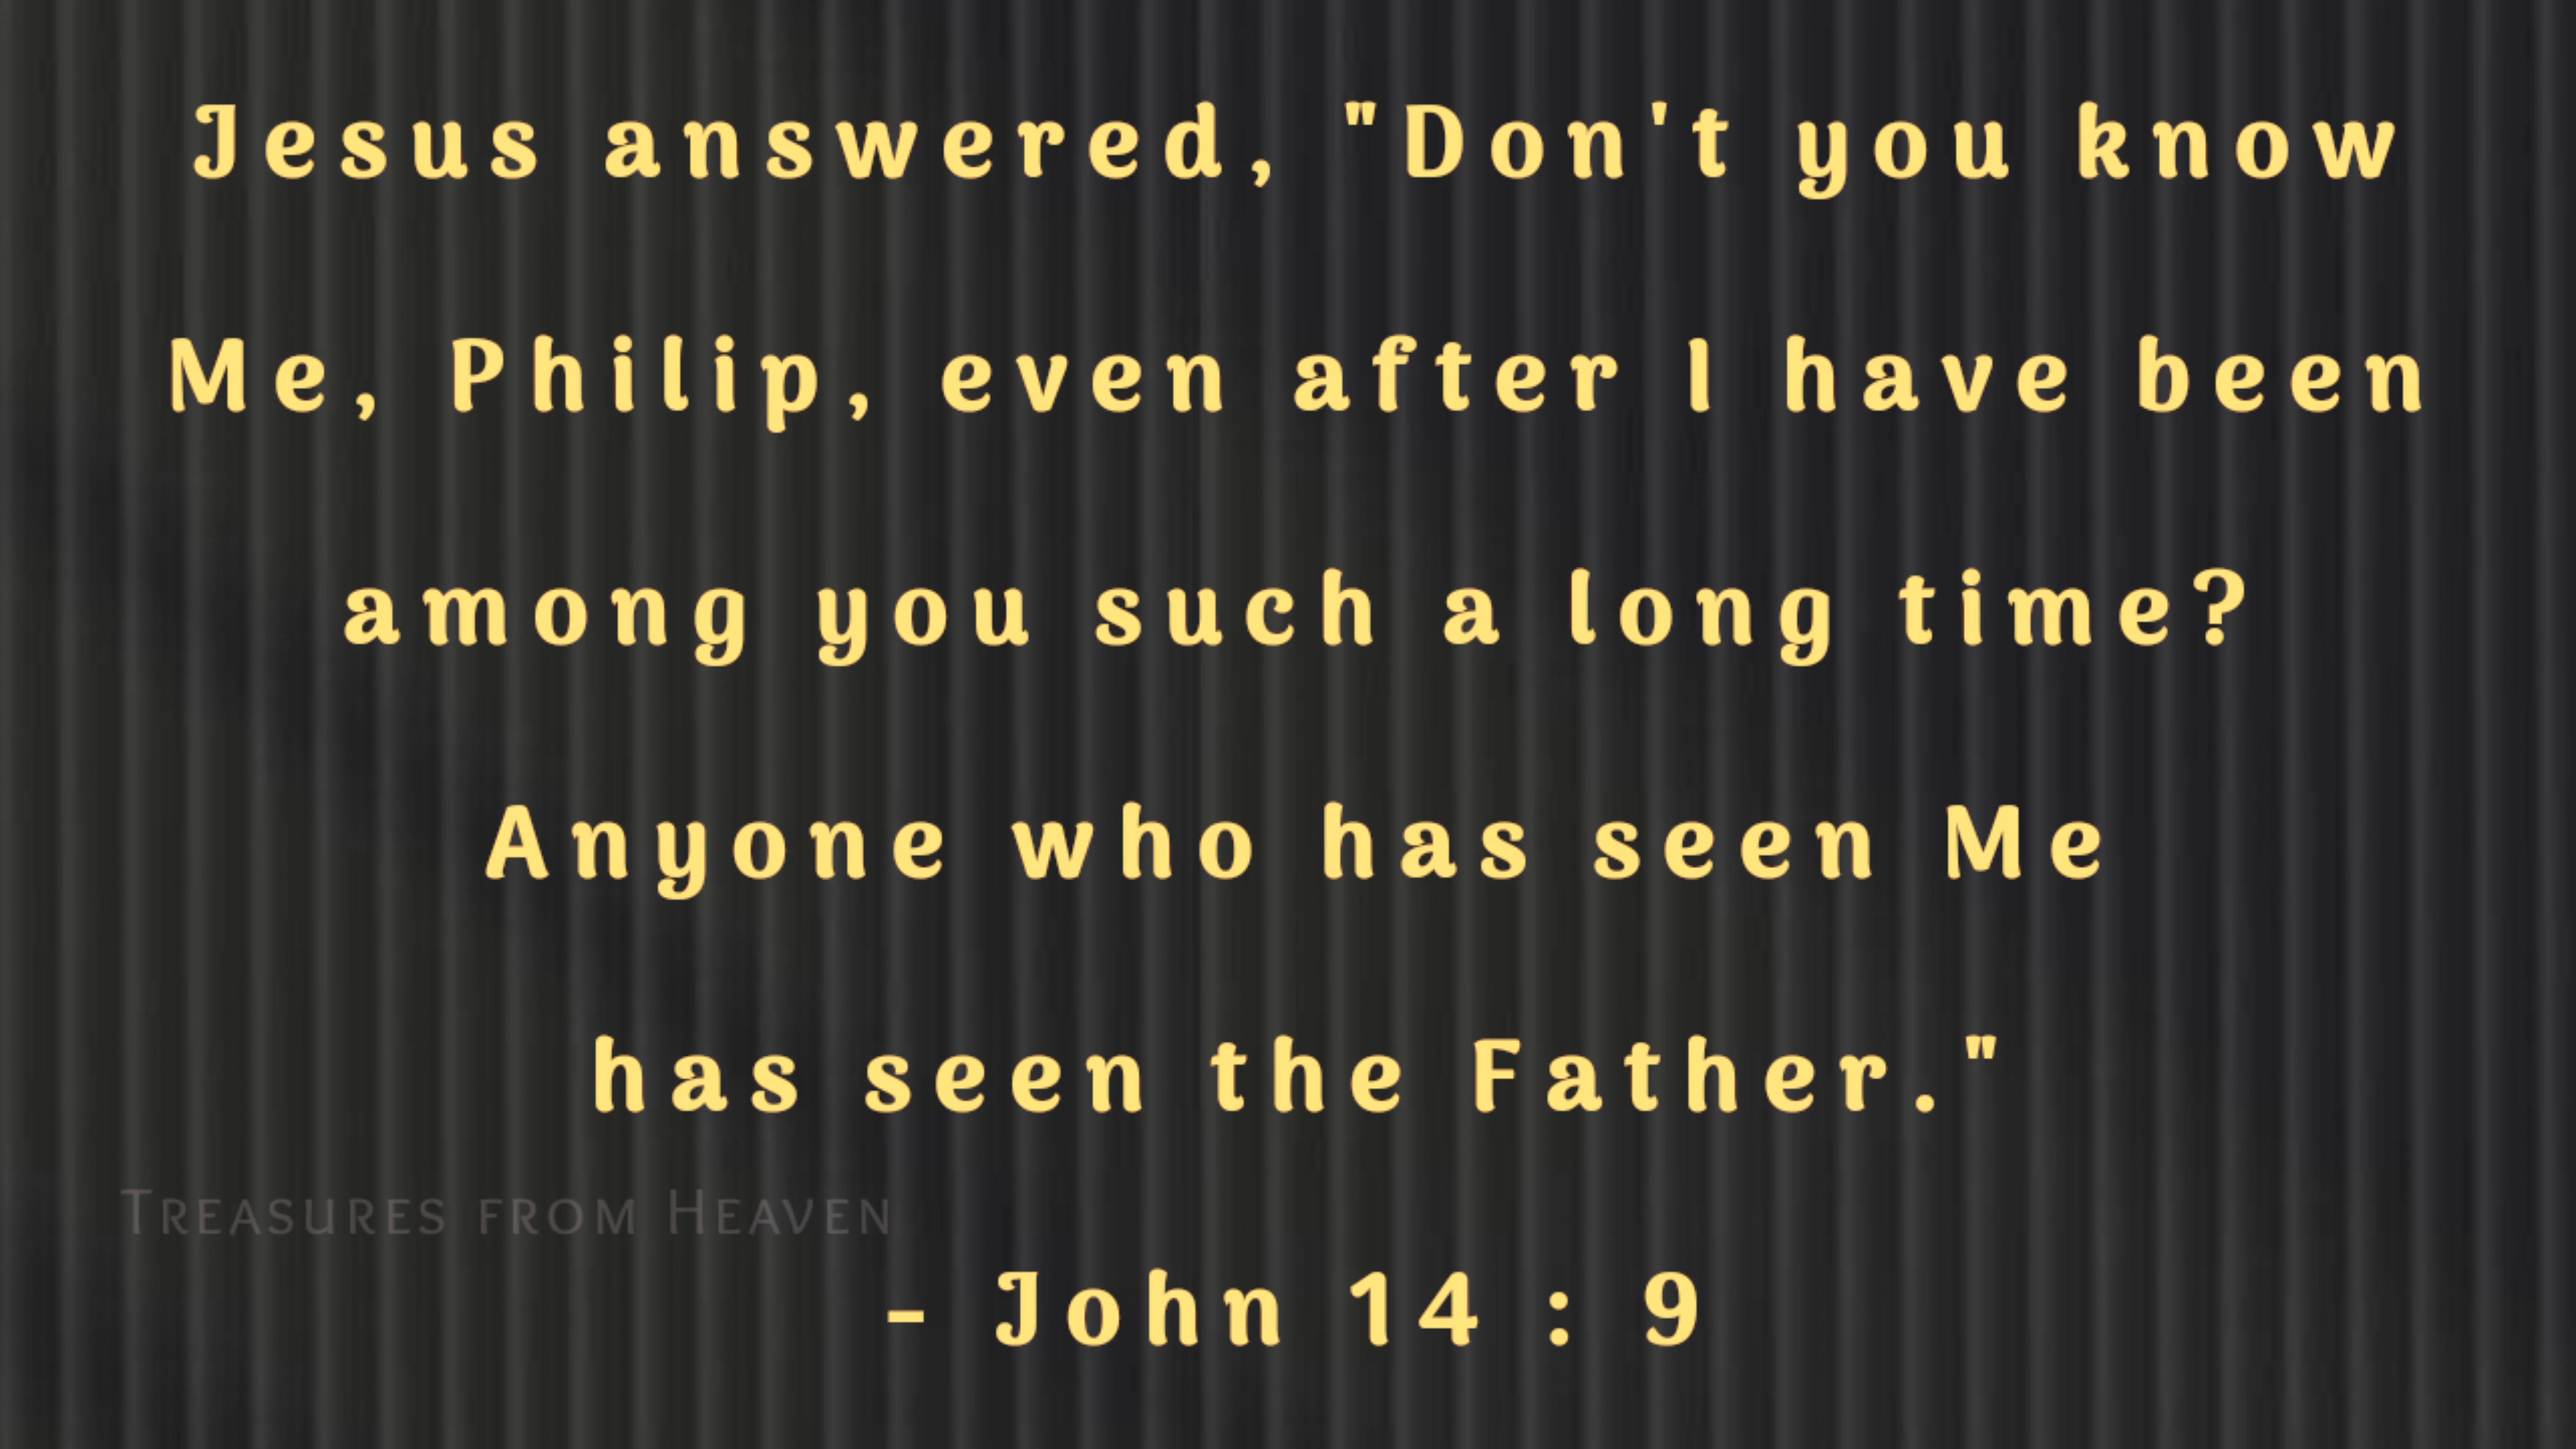 Jesus answered, "Don't you know
Me, Philip, even after I have been
among you such a long time?
Anyone who has seen Me
has seen the Father."
Treasures from Heaven
- John 14 : 9